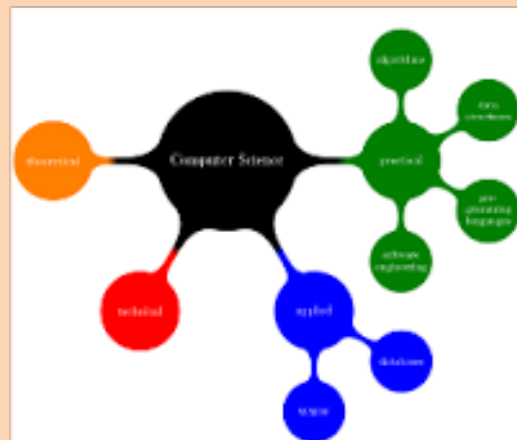 Computer Science
theoretical
technical
applied
databases
WWW
practical
algorithms
data
structures
pro-
gramming
languages
software
engineering